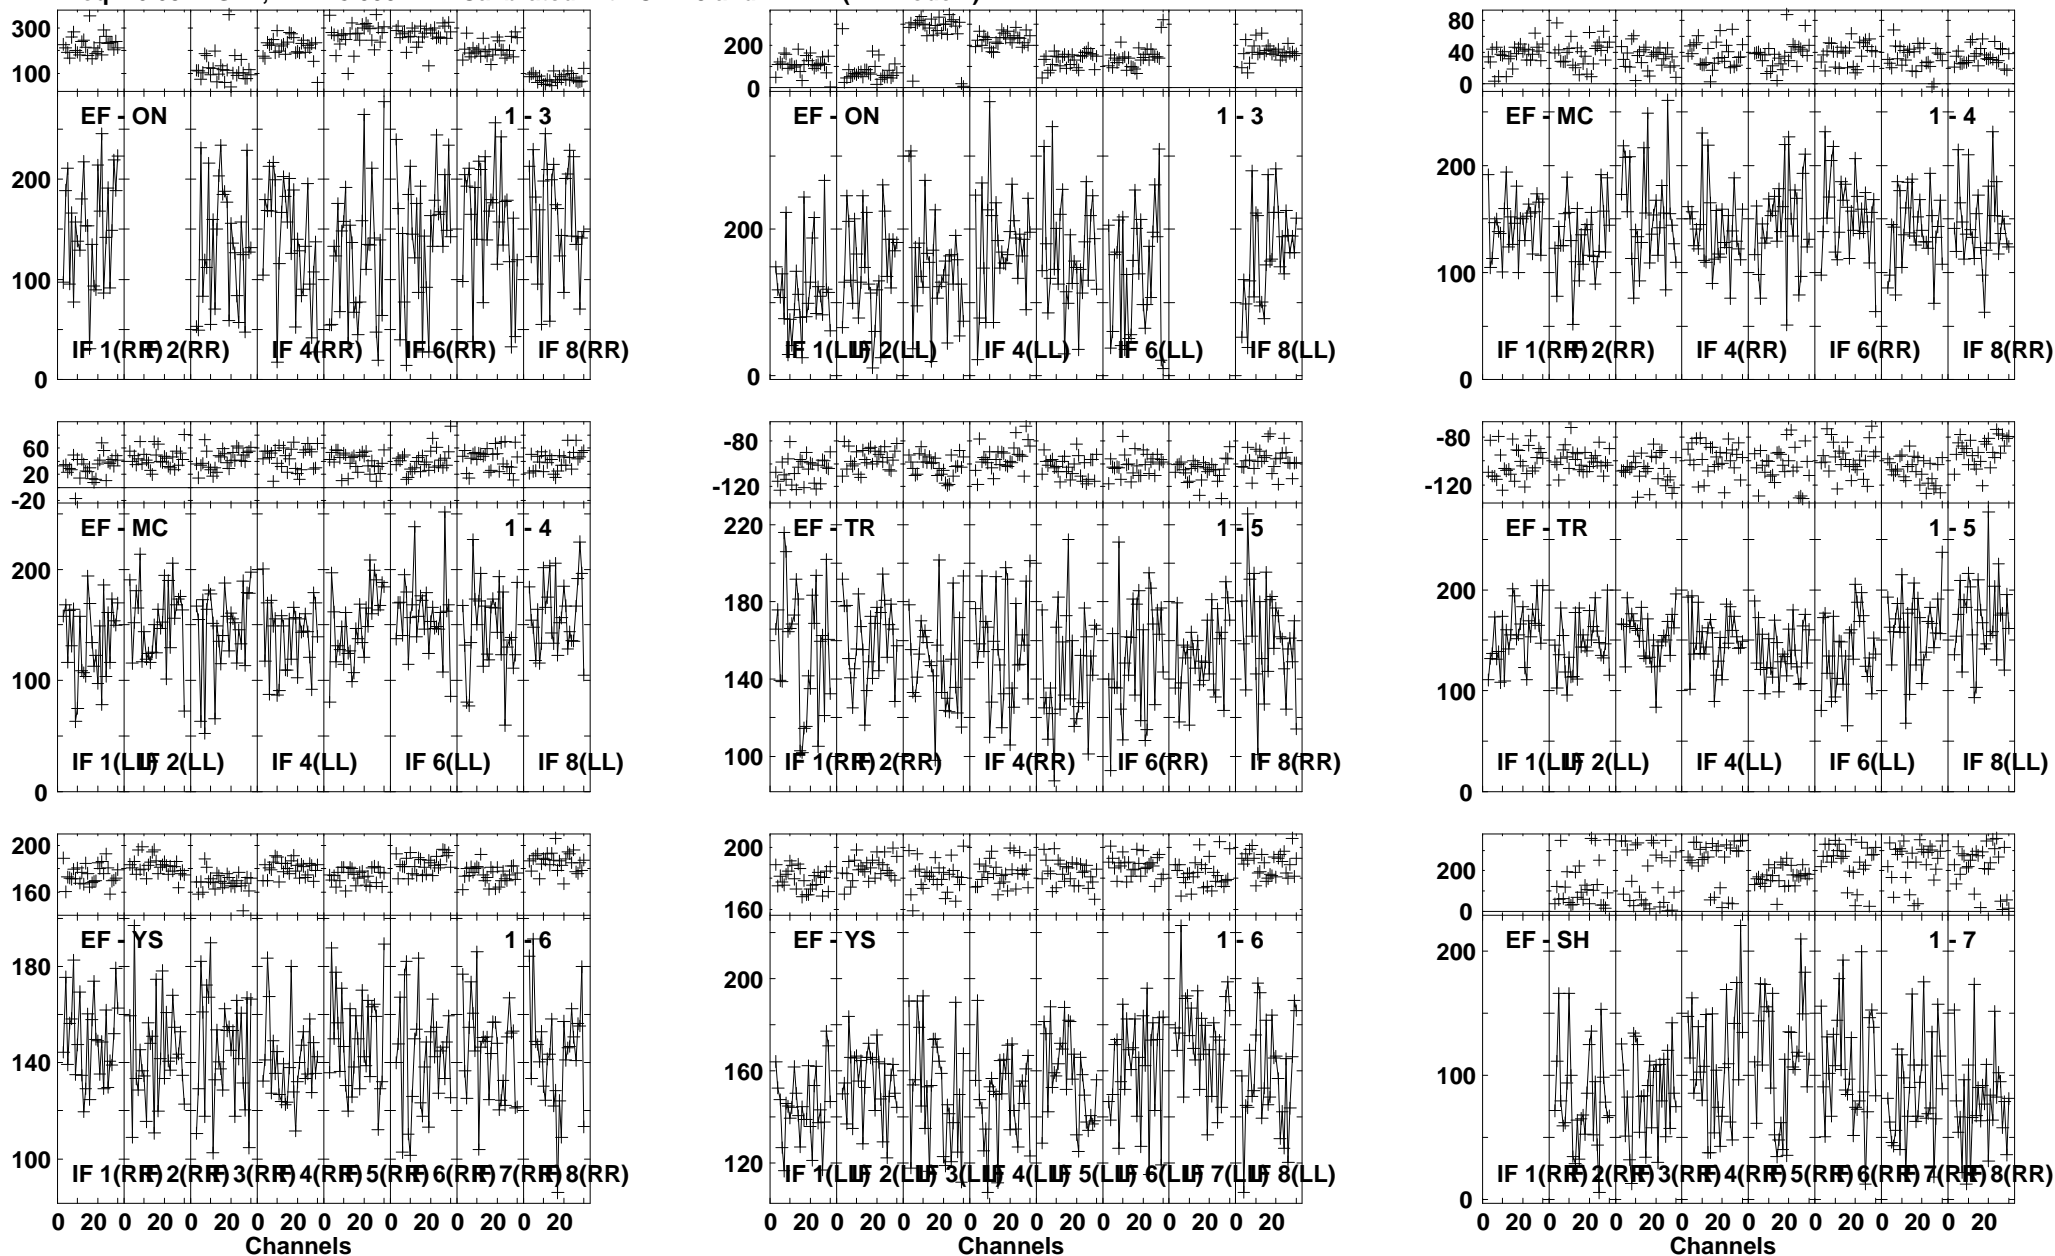 300
100
EF - ON
1 - 3
200
100
0
IF 1(RR)
IF 2(RR)
IF 4(RR)
IF 6(RR)
IF 8(RR)
200
0
EF - ON
1 - 3
200
0
IF 1(LL)
IF 2(LL)
IF 4(LL)
IF 6(LL)
IF 8(LL)
80
40
0
EF - MC
1 - 4
200
100
0
IF 1(RR)
IF 2(RR)
IF 4(RR)
IF 6(RR)
IF 8(RR)
60
20
-20
EF - MC
1 - 4
200
100
0
IF 1(LL)
IF 2(LL)
IF 4(LL)
IF 6(LL)
IF 8(LL)
-80
-120
EF - TR
1 - 5
220
180
140
100
IF 1(RR)
IF 2(RR)
IF 4(RR)
IF 6(RR)
IF 8(RR)
-80
-120
EF - TR
1 - 5
200
100
0
IF 1(LL)
IF 2(LL)
IF 4(LL)
IF 6(LL)
IF 8(LL)
200
160
EF - YS
1 - 6
180
140
100
IF 1(RR)
IF 2(RR)
IF 3(RR)
IF 4(RR)
IF 5(RR)
IF 6(RR)
IF 7(RR)
IF 8(RR)
0 20 0 20 0 20 0 20 0 20 0 20 0 20 0 20
Channels
200
160
EF - YS
1 - 6
200
160
120
IF 1(LL)
IF 2(LL)
IF 3(LL)
IF 4(LL)
IF 5(LL)
IF 6(LL)
IF 7(LL)
IF 8(LL)
0 20 0 20 0 20 0 20 0 20 0 20 0 20 0 20
Channels
200
0
EF - SH
1 - 7
200
100
0
IF 1(RR)
IF 2(RR)
IF 3(RR)
IF 4(RR)
IF 5(RR)
IF 6(RR)
IF 7(RR)
IF 8(RR)
0 20 0 20 0 20 0 20 0 20 0 20 0 20 0 20
Channels